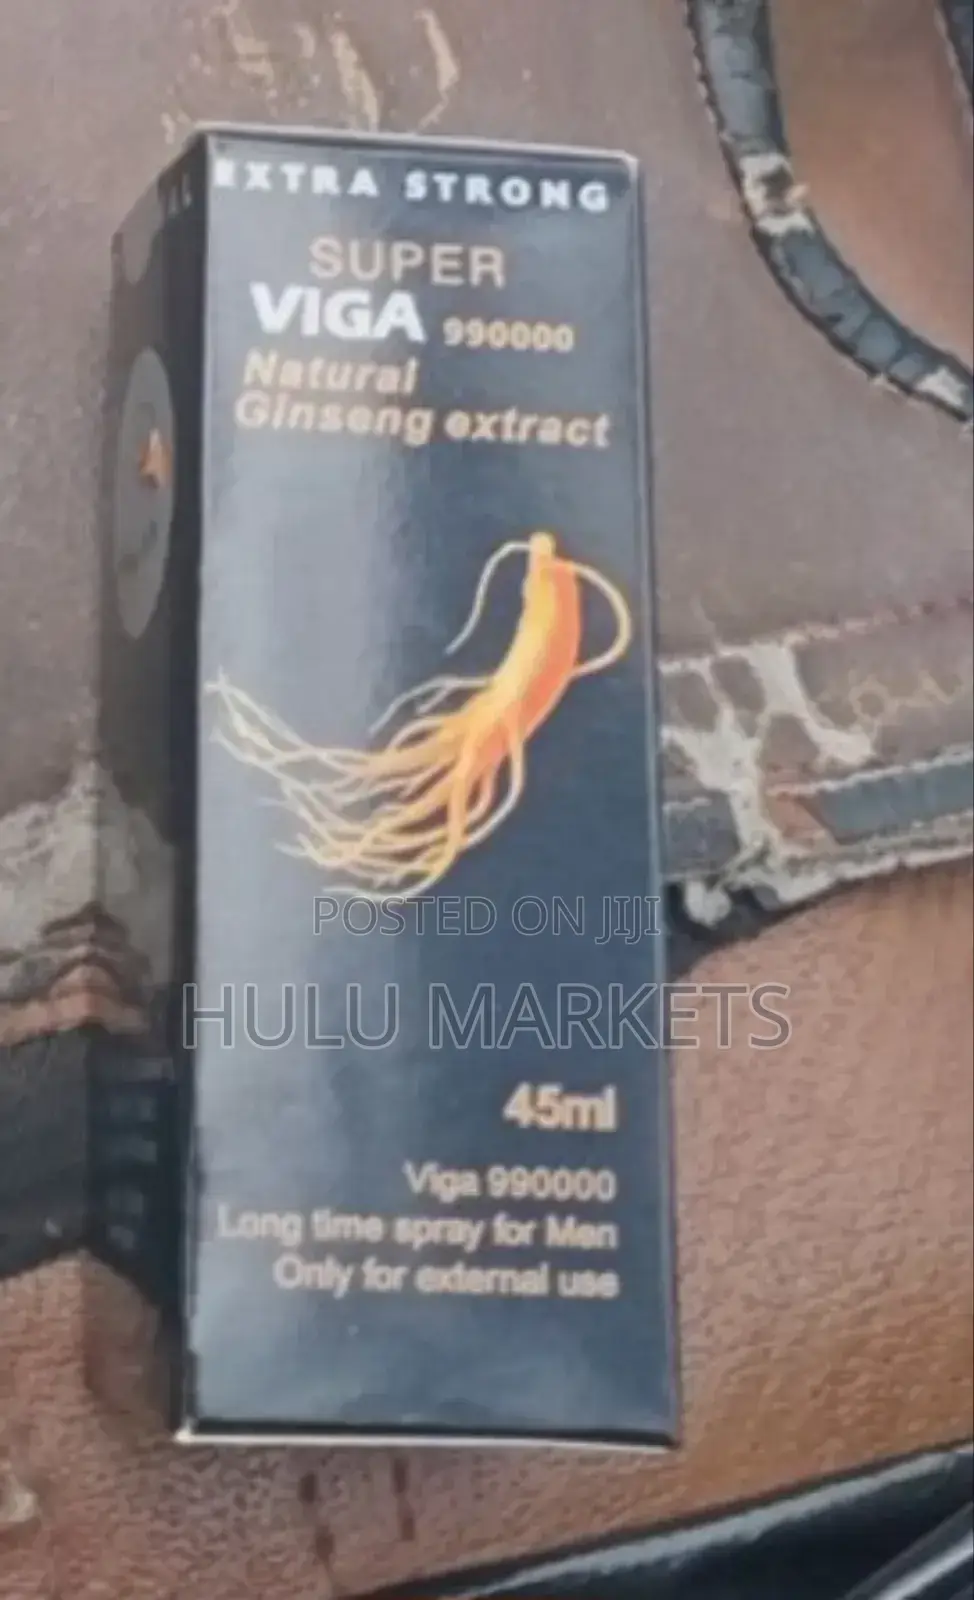 EXTRA STRONG
SUPER
VIGA 990000
Natural
Ginseng extract
POSTED ON JIJI
HULU MARKETS
45ml
Viga 990000
Long time spray for Men
Only for external use